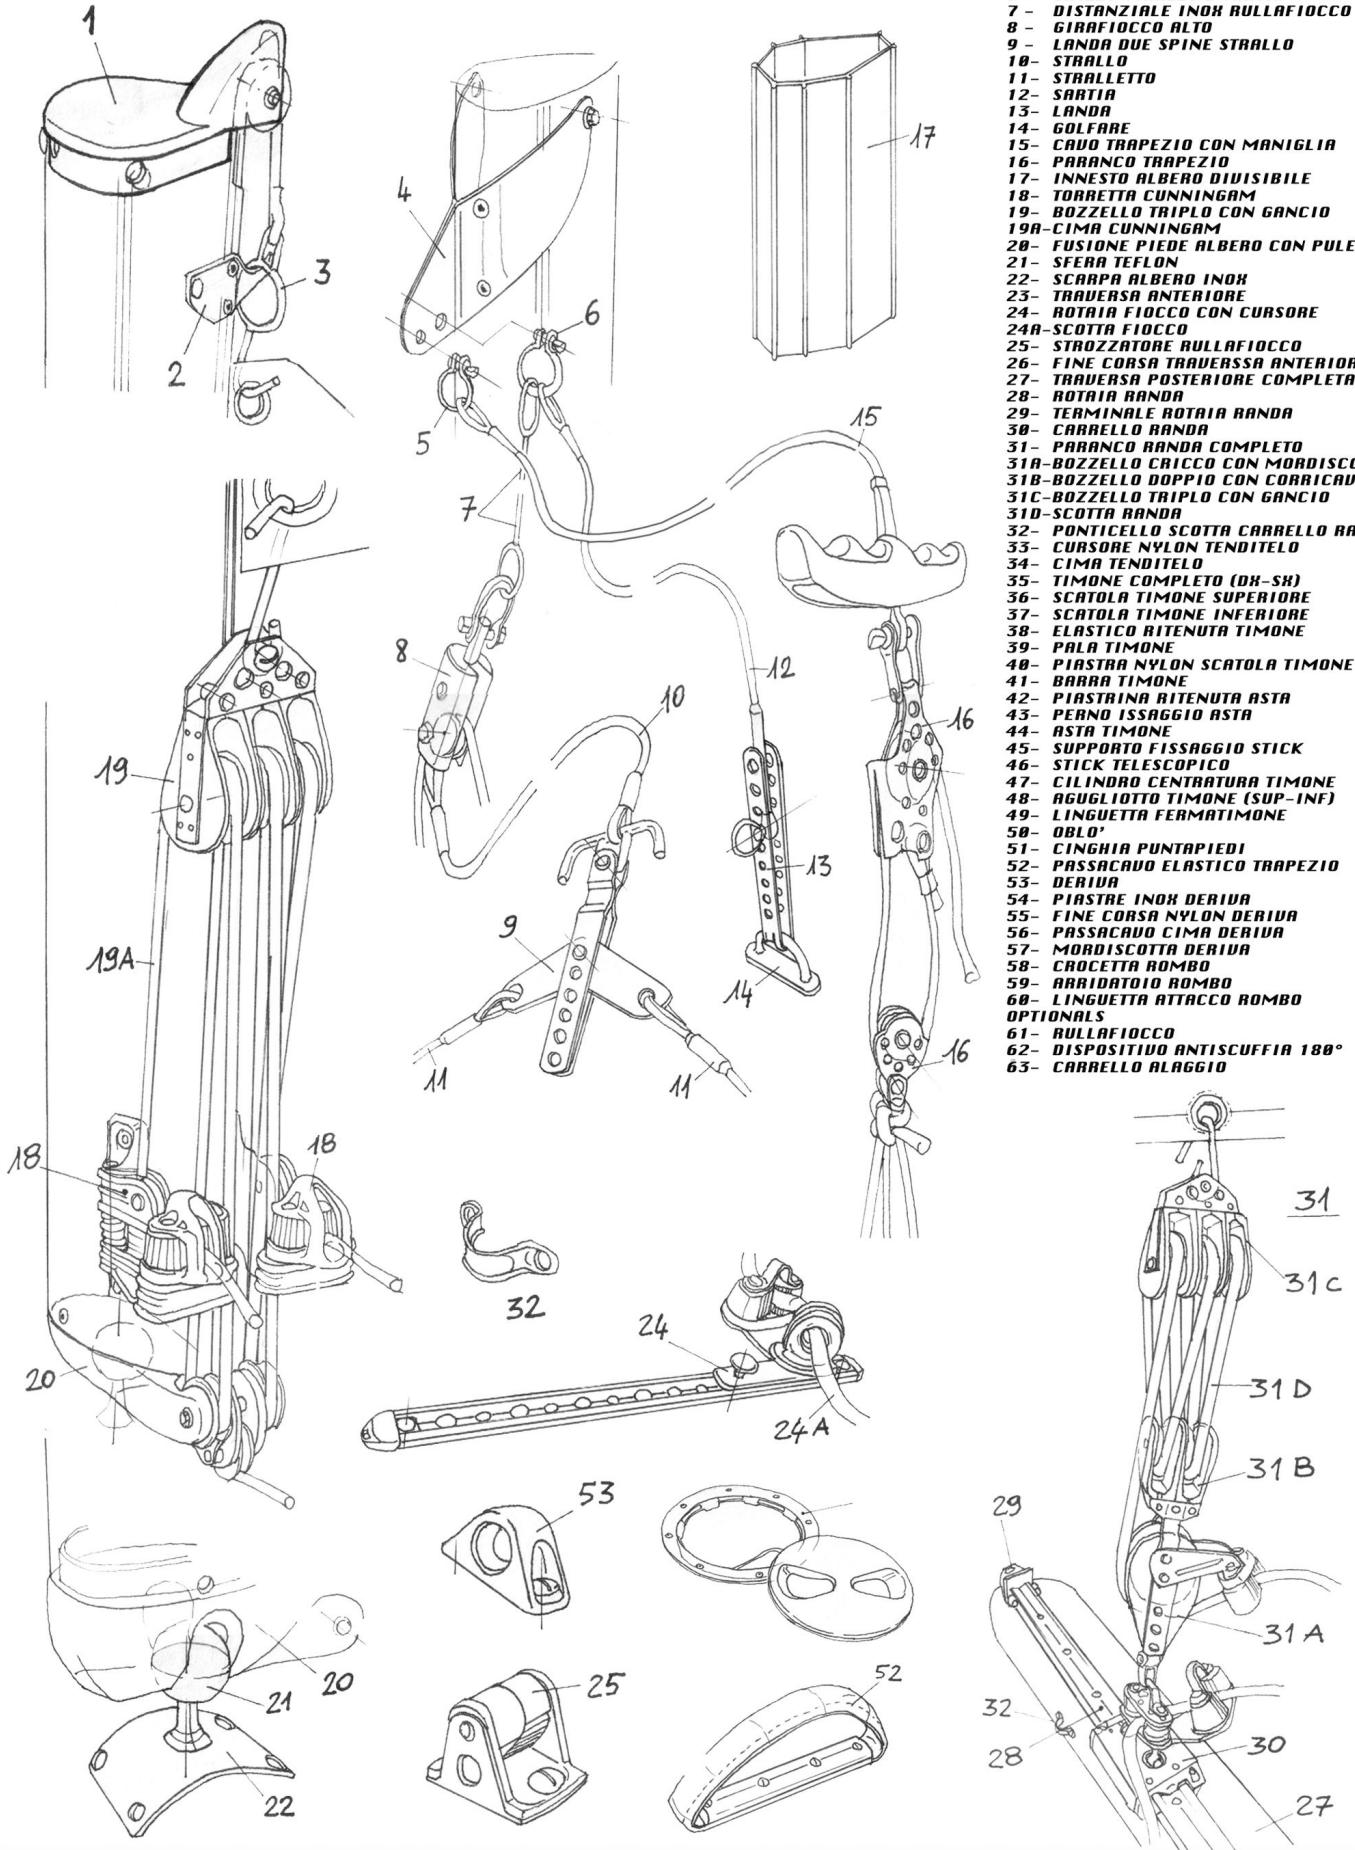 7 - DISTANZIALE INOX RULLAFIOCCO
8 - GIRAFIOCCO ALTO
9 - LANDA DUE SPINE STRALLO
10- STRALLO
11- STRALLETTO
12- SARTIA
13- LANDA
14- GOLFARE
15- CAVO TRAPEZIO CON MANIGLIA
16- PARANCO TRAPEZIO
17- INNESTO ALBERO DIVISIBILE
18- TORRETTA CUNNINGAM
19- BOZZELLO TRIPLO CON GANCIO
19A-CIMA CUNNINGAM
20- FUSIONE PIEDE ALBERO CON PULE
21- SFERA TEFLON
22- SCARPA ALBERO INOX
23- TRAVERSA ANTERIORE
24- ROTAIA FIOCCO CON CURSORE
24A-SCOTTA FIOCCO
25- STROZZATORE RULLAFIOCCO
26- FINE CORSA TRAVERSSA ANTERIOR
27- TRAVERSA POSTERIORE COMPLETA
28- ROTAIA RANDA
29- TERMINALE ROTAIA RANDA
30- CARRELLO RANDA
31- PARANCO RANDA COMPLETO
31A-BOZZELLO CRICCO CON MORDISCO
31B-BOZZELLO DOPPIO CON CORRICAV
31C-BOZZELLO TRIPLO CON GANCIO
31D-SCOTTA RANDA
32- PONTICELLO SCOTTA CARRELLO RA
33- CURSORE NYLON TENDITELO
34- CIMA TENDITELO
35- TIMONE COMPLETO (DX-SX)
36- SCATOLA TIMONE SUPERIORE
37- SCATOLA TIMONE INFERIORE
38- ELASTICO RITENUTA TIMONE
39- PALA TIMONE
40- PIASTRA NYLON SCATOLA TIMONE
41- BARRA TIMONE
42- PIASTRINA RITENUTA ASTA
43- PERNO ISSAGGIO ASTA
44- ASTA TIMONE
45- SUPPORTO FISSAGGIO STICK
46- STICK TELESCOPICO
47- CILINDRO CENTRATURA TIMONE
48- AGUGLIOTTO TIMONE (SUP-INF)
49- LINGUETTA FERMATIMONE
50- OBLO'
51- CINGHIA PUNTAPIEDI
52- PASSACAVO ELASTICO TRAPEZIO
53- DERIVA
54- PIASTRE INOX DERIVA
55- FINE CORSA NYLON DERIVA
56- PASSACAVO CIMA DERIVA
57- MORDISCOTTA DERIVA
58- CROCETTA ROMBO
59- ARRIDATOIO ROMBO
60- LINGUETTA ATTACCO ROMBO
OPTIONALS
61- RULLAFIOCCO
62- DISPOSITIVO ANTISCUFFIA 180°
63- CARRELLO ALAGGIO
1
2
3
4
5
6
7
17
15
8
10
12
16
13
9
14
11
11
16
19
19A
18
18
20
32
24
24A
31
31C
31D
31B
29
31A
32
28
30
27
53
52
25
21
20
22